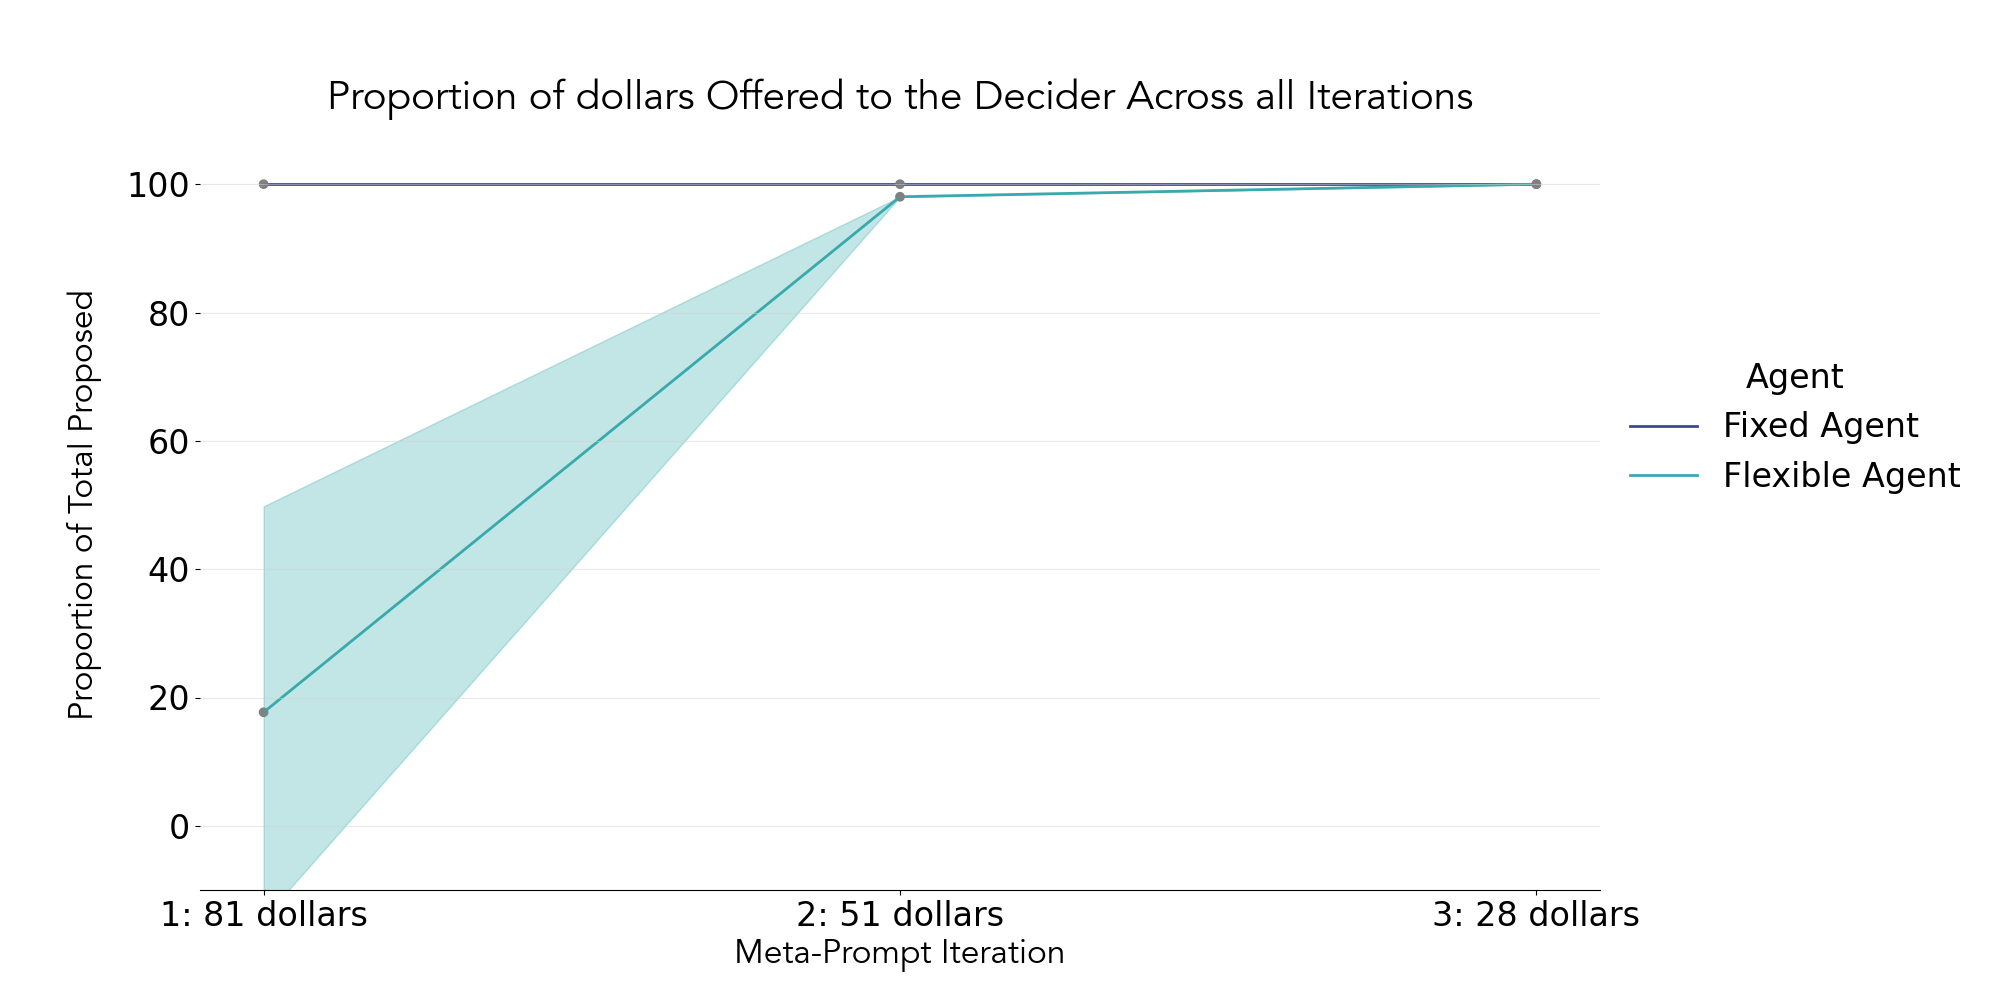 Proportion of dollars Offered to the Decider Across all Iterations
Proportion of Total Proposed
100
80
60
40
20
0
1: 81 dollars
2: 51 dollars
3: 28 dollars
Meta-Prompt Iteration
Agent
Fixed Agent
Flexible Agent